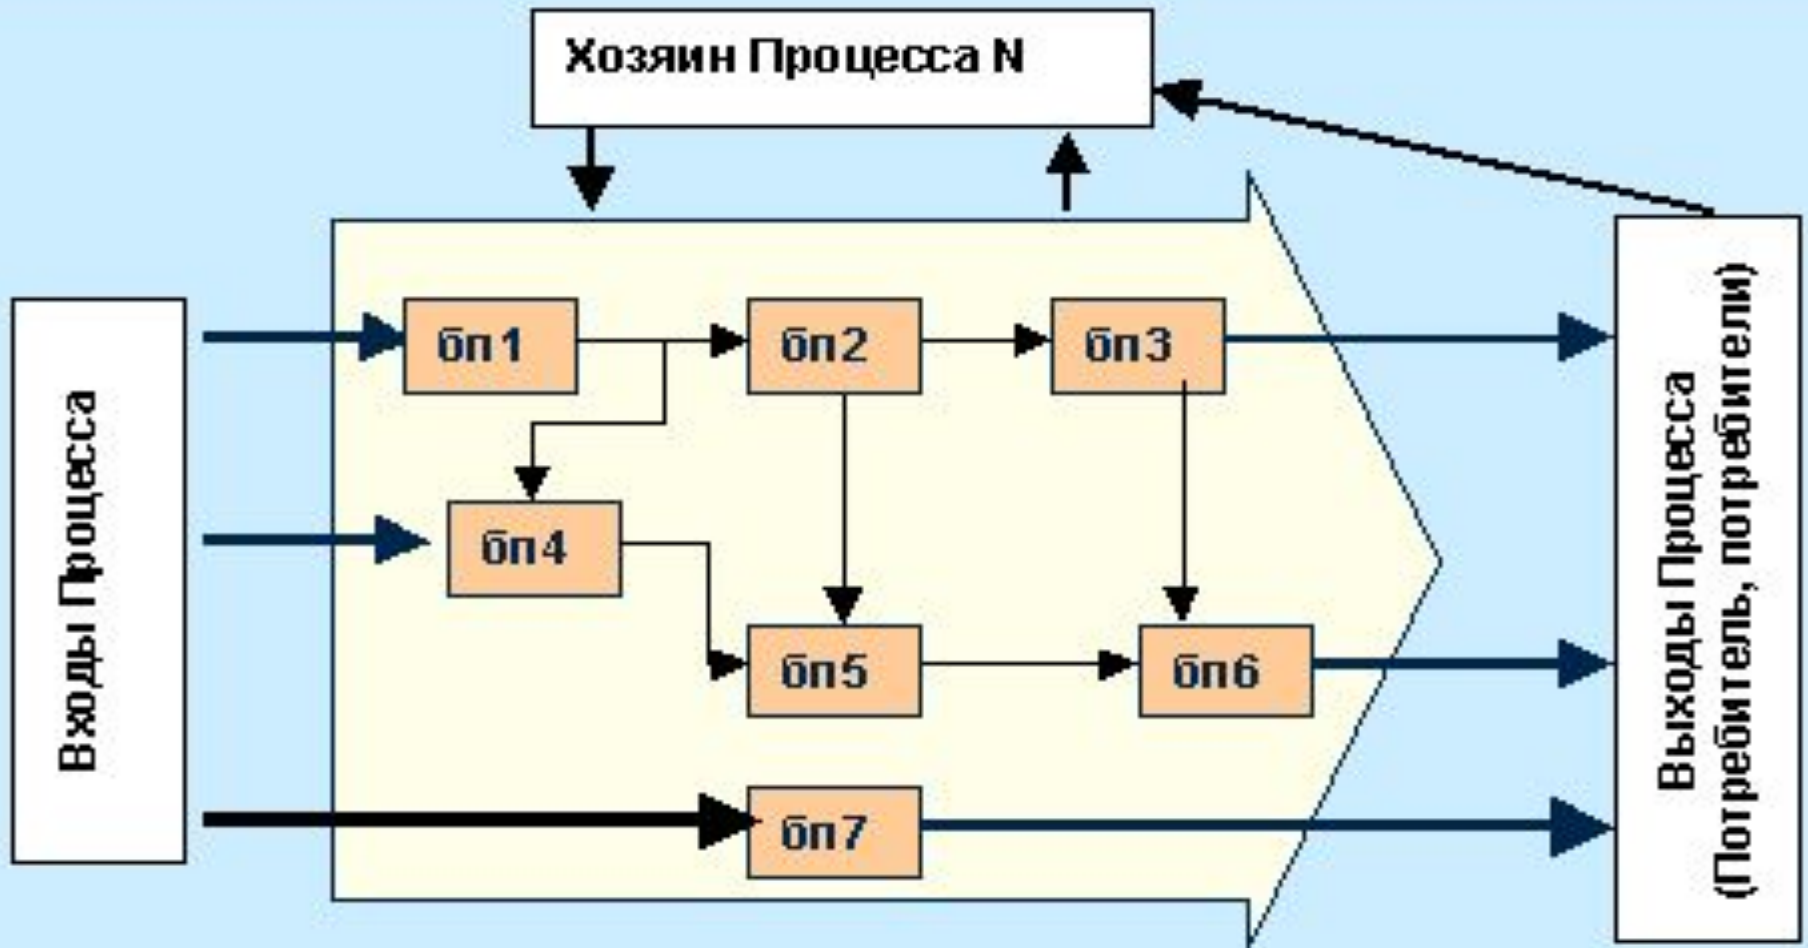 Хозяин Процесса N
Входы Процесса
бп1
бп2
бп3
бп4
бп5
бп6
бп7
Выходы Процесса
(Потребитель, потребители)